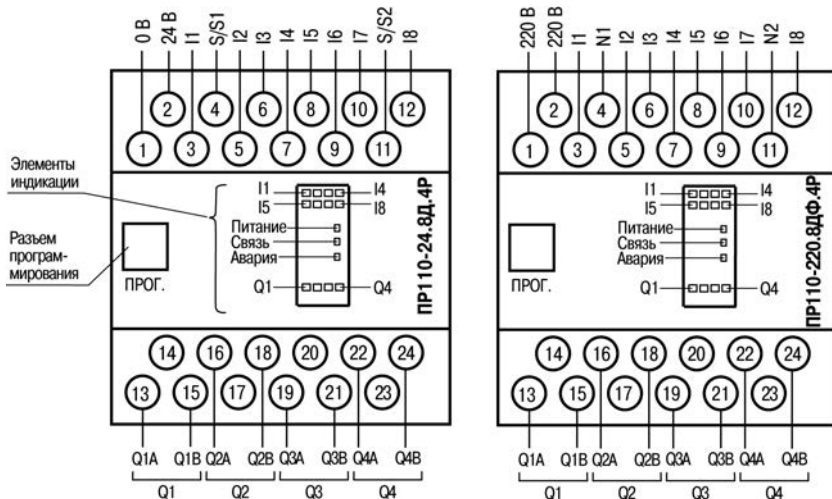 0 В 24 В I1 S/S1 I2 I3 I4 I5 I6 I7 S/S2 I8
2 4 6 8 10 12
1 3 5 7 9 11
Элементы
индикации
Разъем
програм-
мирования
ПРОГ.
I1 I4
I5 I8
Питание
Связь
Авария
Q1 Q4
ПР110-24.8Д.4Р
14 16 18 20 22 24
13 15 17 19 21 23
Q1A Q1B Q2A Q2B Q3A Q3B Q4A Q4B
Q1 Q2 Q3 Q4
220 В 220 В I1 N1 I2 I3 I4 I5 I6 I7 N2 I8
2 4 6 8 10 12
1 3 5 7 9 11
ПРОГ.
I1 I4
I5 I8
Питание
Связь
Авария
Q1 Q4
ПР110-220.8ДФ.4Р
14 16 18 20 22 24
13 15 17 19 21 23
Q1A Q1B Q2A Q2B Q3A Q3B Q4A Q4B
Q1 Q2 Q3 Q4